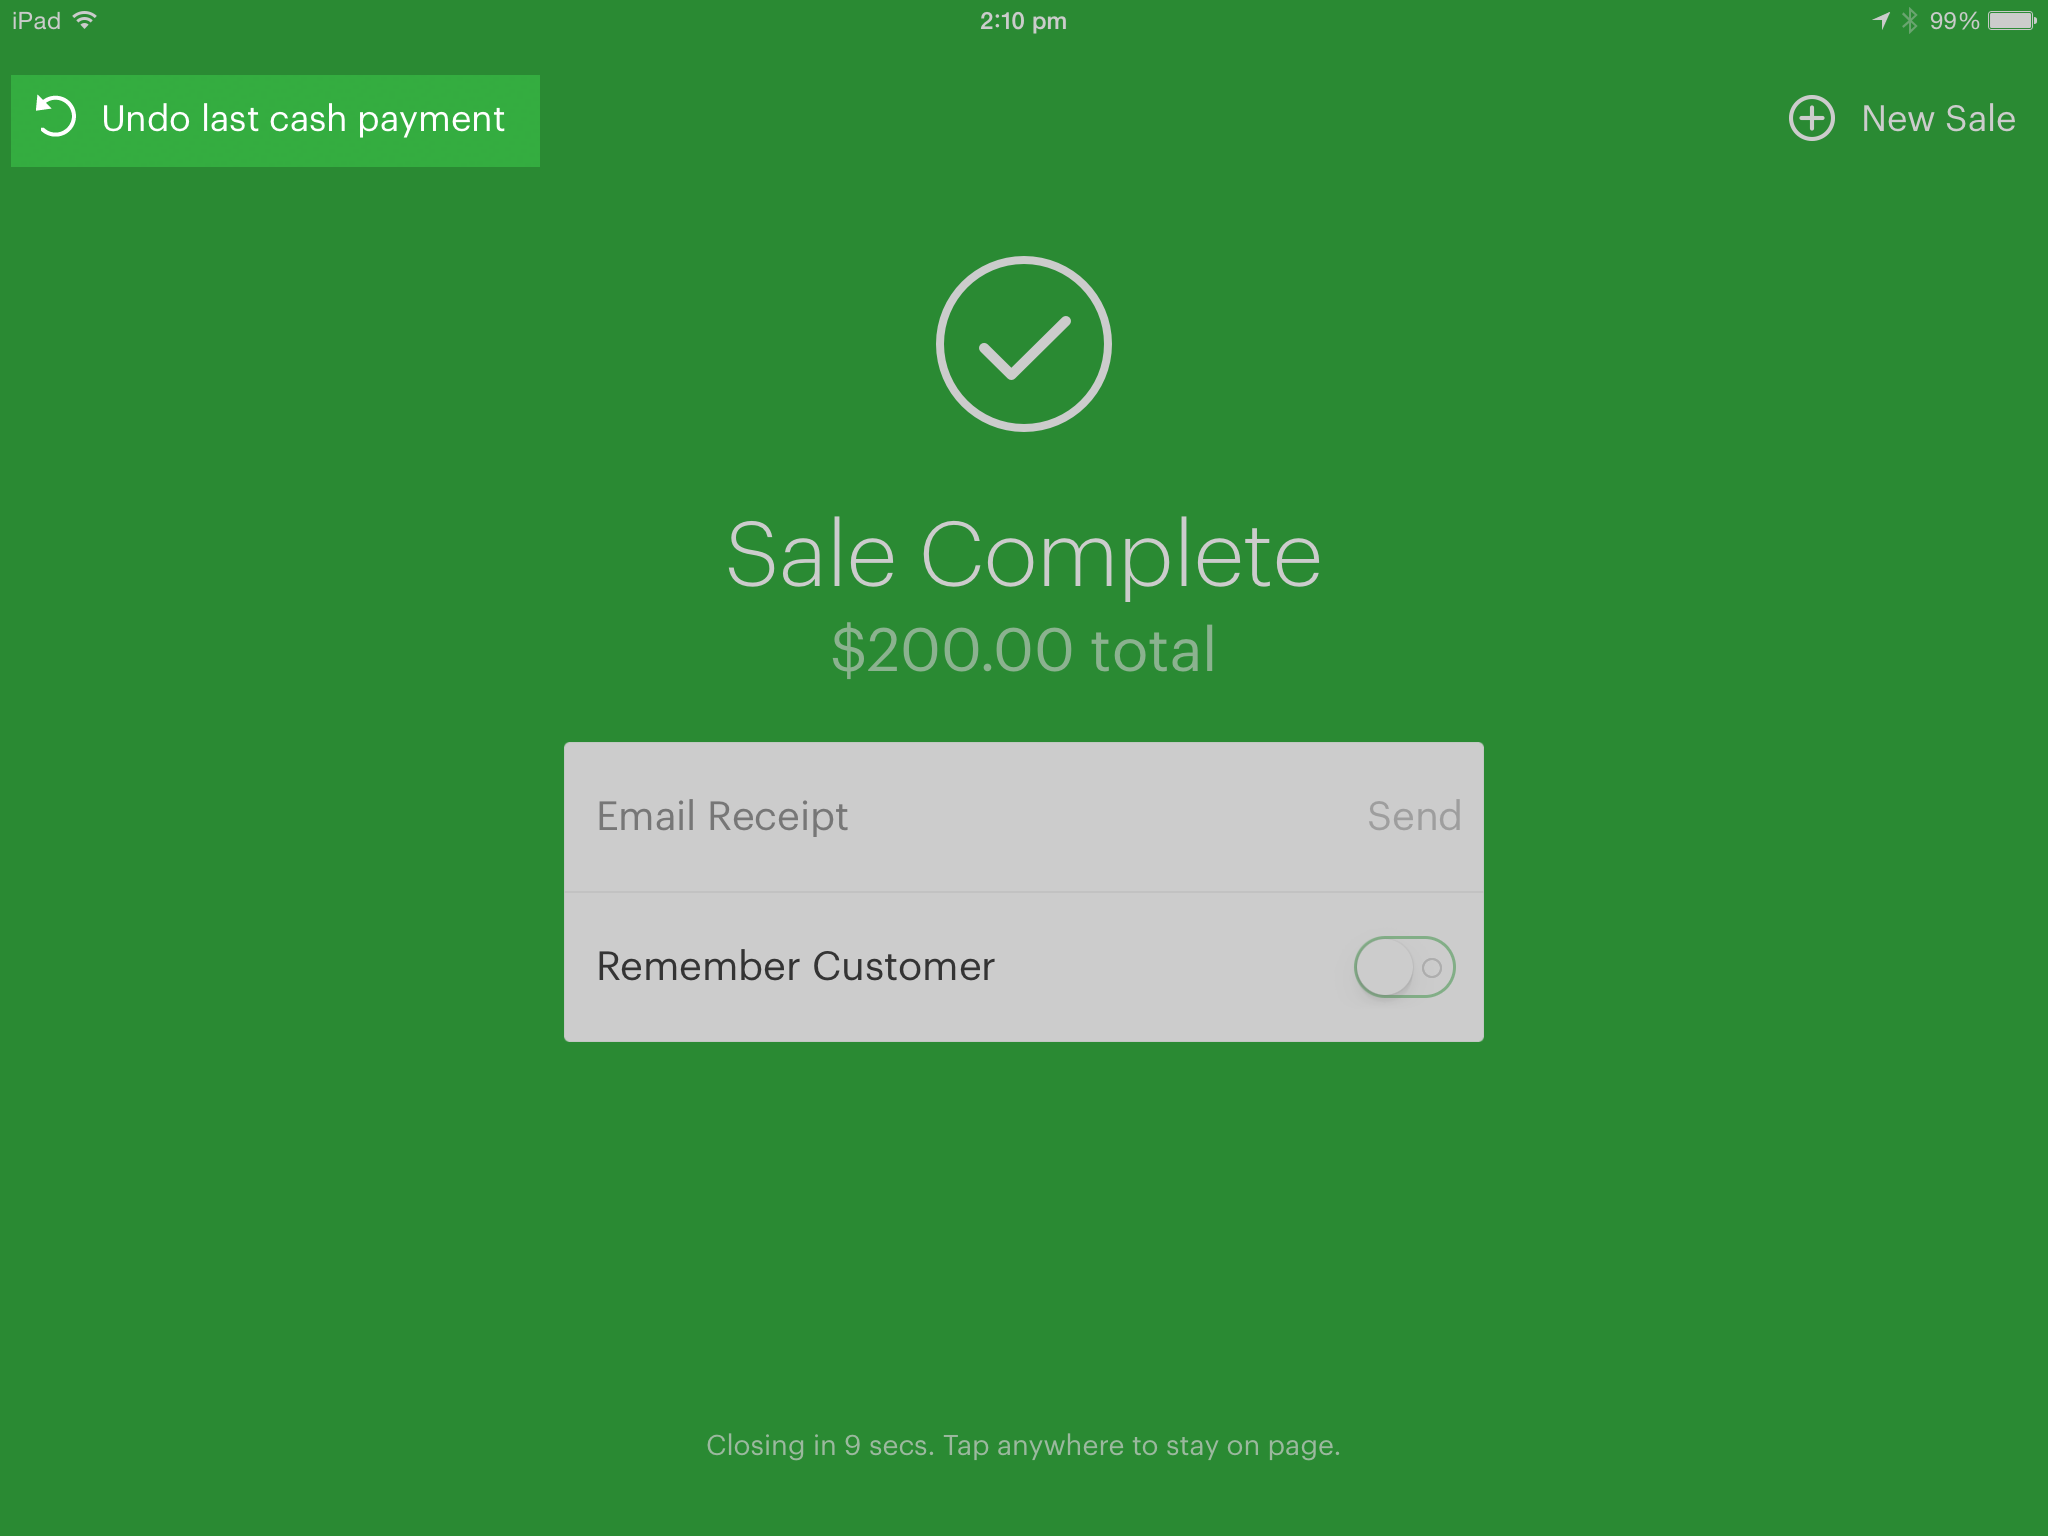 iPad
2:10 pm
99%
Undo last cash payment
New Sale
Sale Complete
$200.00 total
Email Receipt
Send
Remember Customer
Closing in 9 secs. Tap anywhere to stay on page.